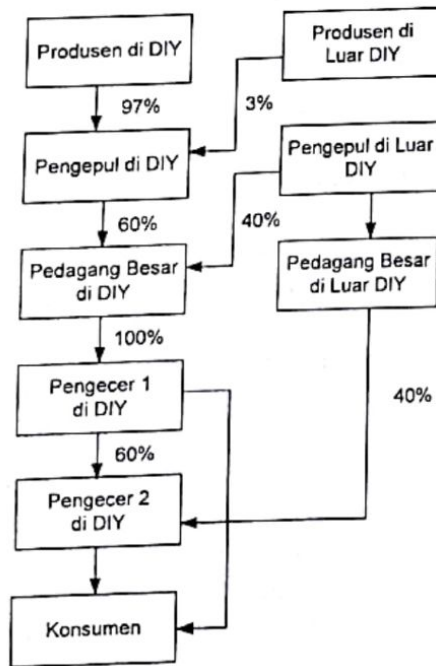 Produsen di DIY
Produsen di
Luar DIY
97%
3%
Pengepul di DIY
Pengepul di Luar
DIY
60%
40%
Pedagang Besar
di DIY
Pedagang Besar
di Luar DIY
100%
Pengecer 1
di DIY
40%
60%
Pengecer 2
di DIY
Konsumen